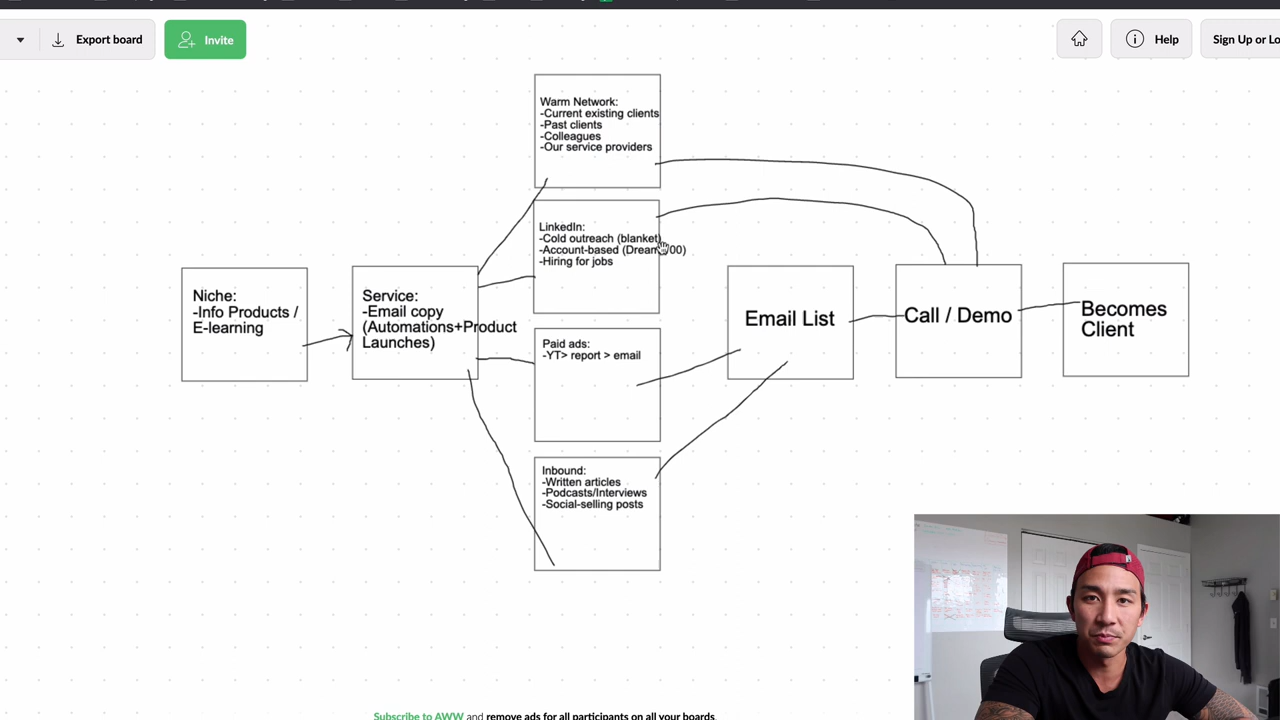 Export board
Invite
Help
Sign Up or Lo
Warm Network:
-Current existing clients
-Past clients
-Colleagues
-Our service providers
LinkedIn:
-Cold outreach (blanket)
-Account-based (Dream 100)
-Hiring for jobs
Niche:
-Info Products /
E-learning
Service:
-Email copy
(Automations+Product
Launches)
Paid ads:
-YT> report > email
Inbound:
-Written articles
-Podcasts/Interviews
-Social-selling posts
Email List
Call / Demo
Becomes
Client
Subscribe to AWW and remove ads for all participants on all your boards.